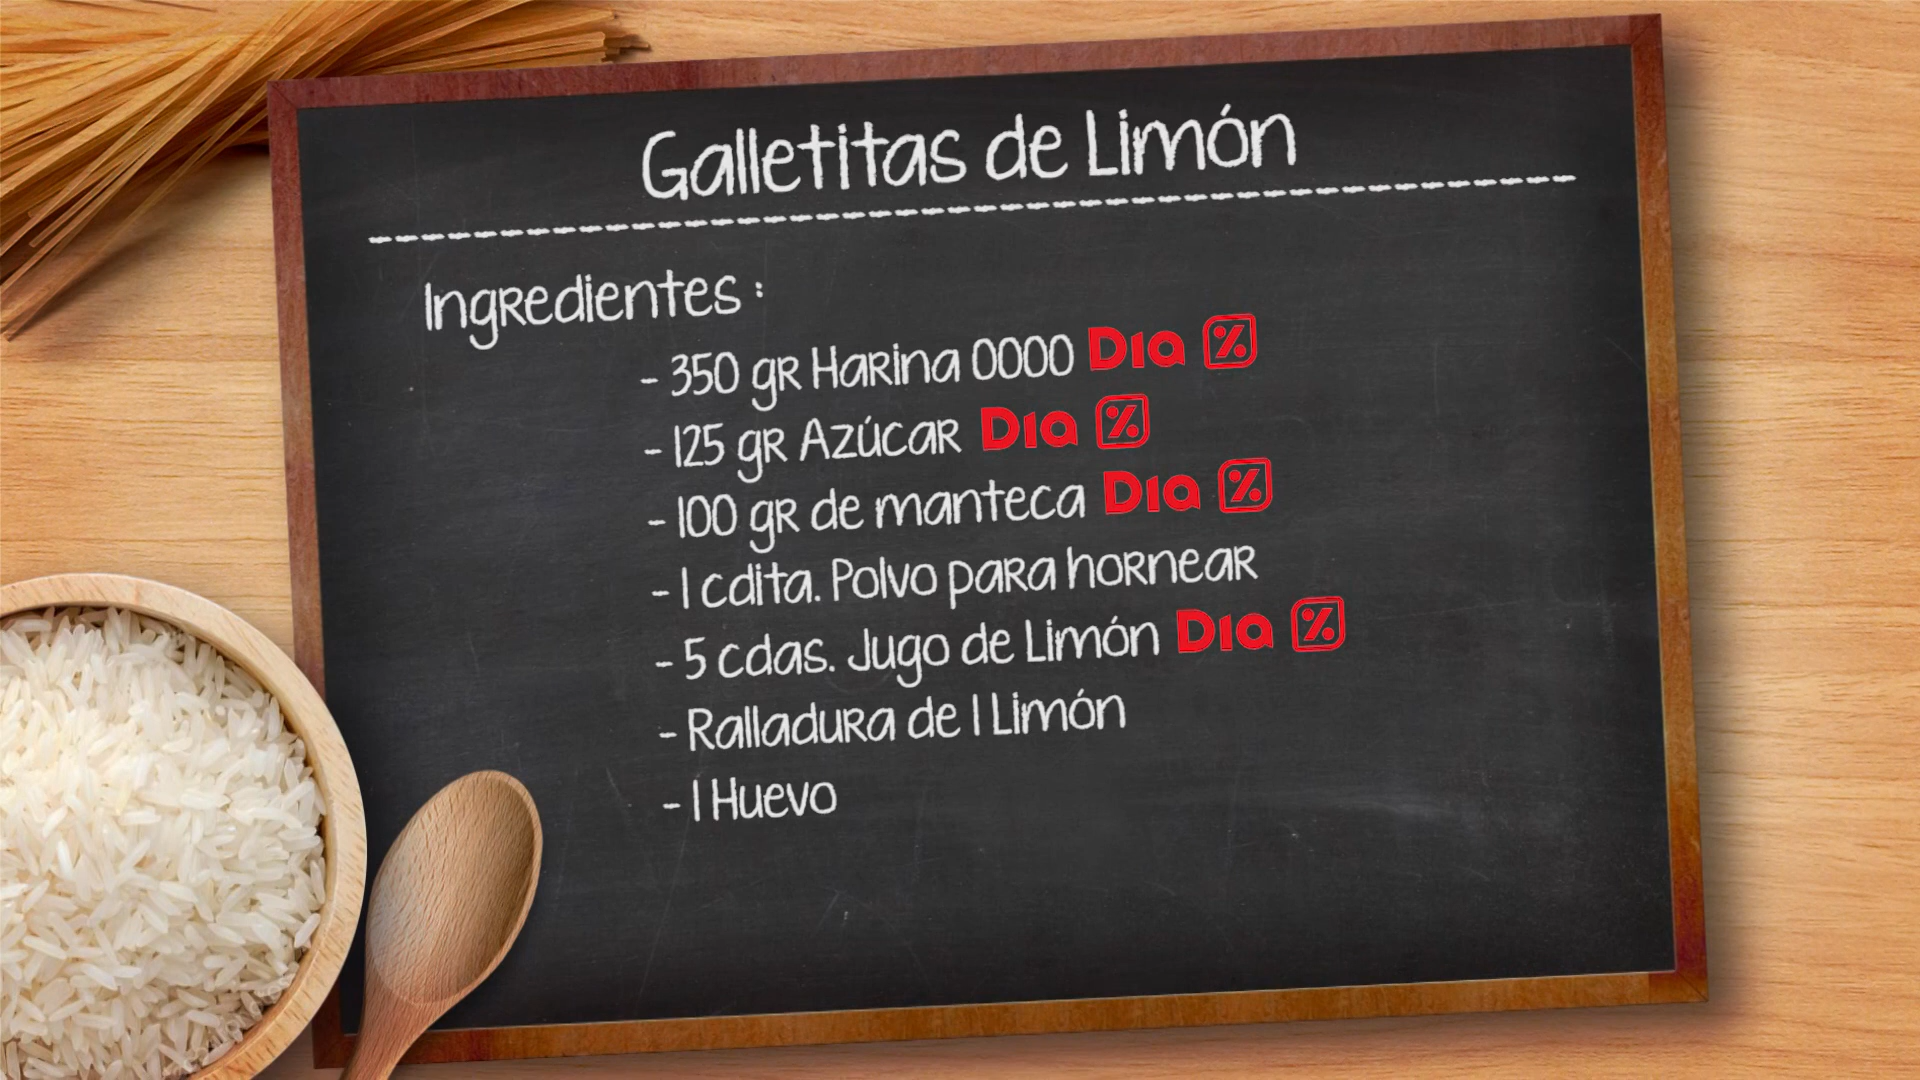 Galletitas de Limón
Ingredientes :
- 350 gr Harina 0000 Dia %
- 125 gr Azúcar Dia %
- 100 gr de manteca Dia %
- 1 cdita. Polvo para hornear
- 5 cdas. Jugo de Limón Dia %
- Ralladura de 1 Limón
- 1 Huevo